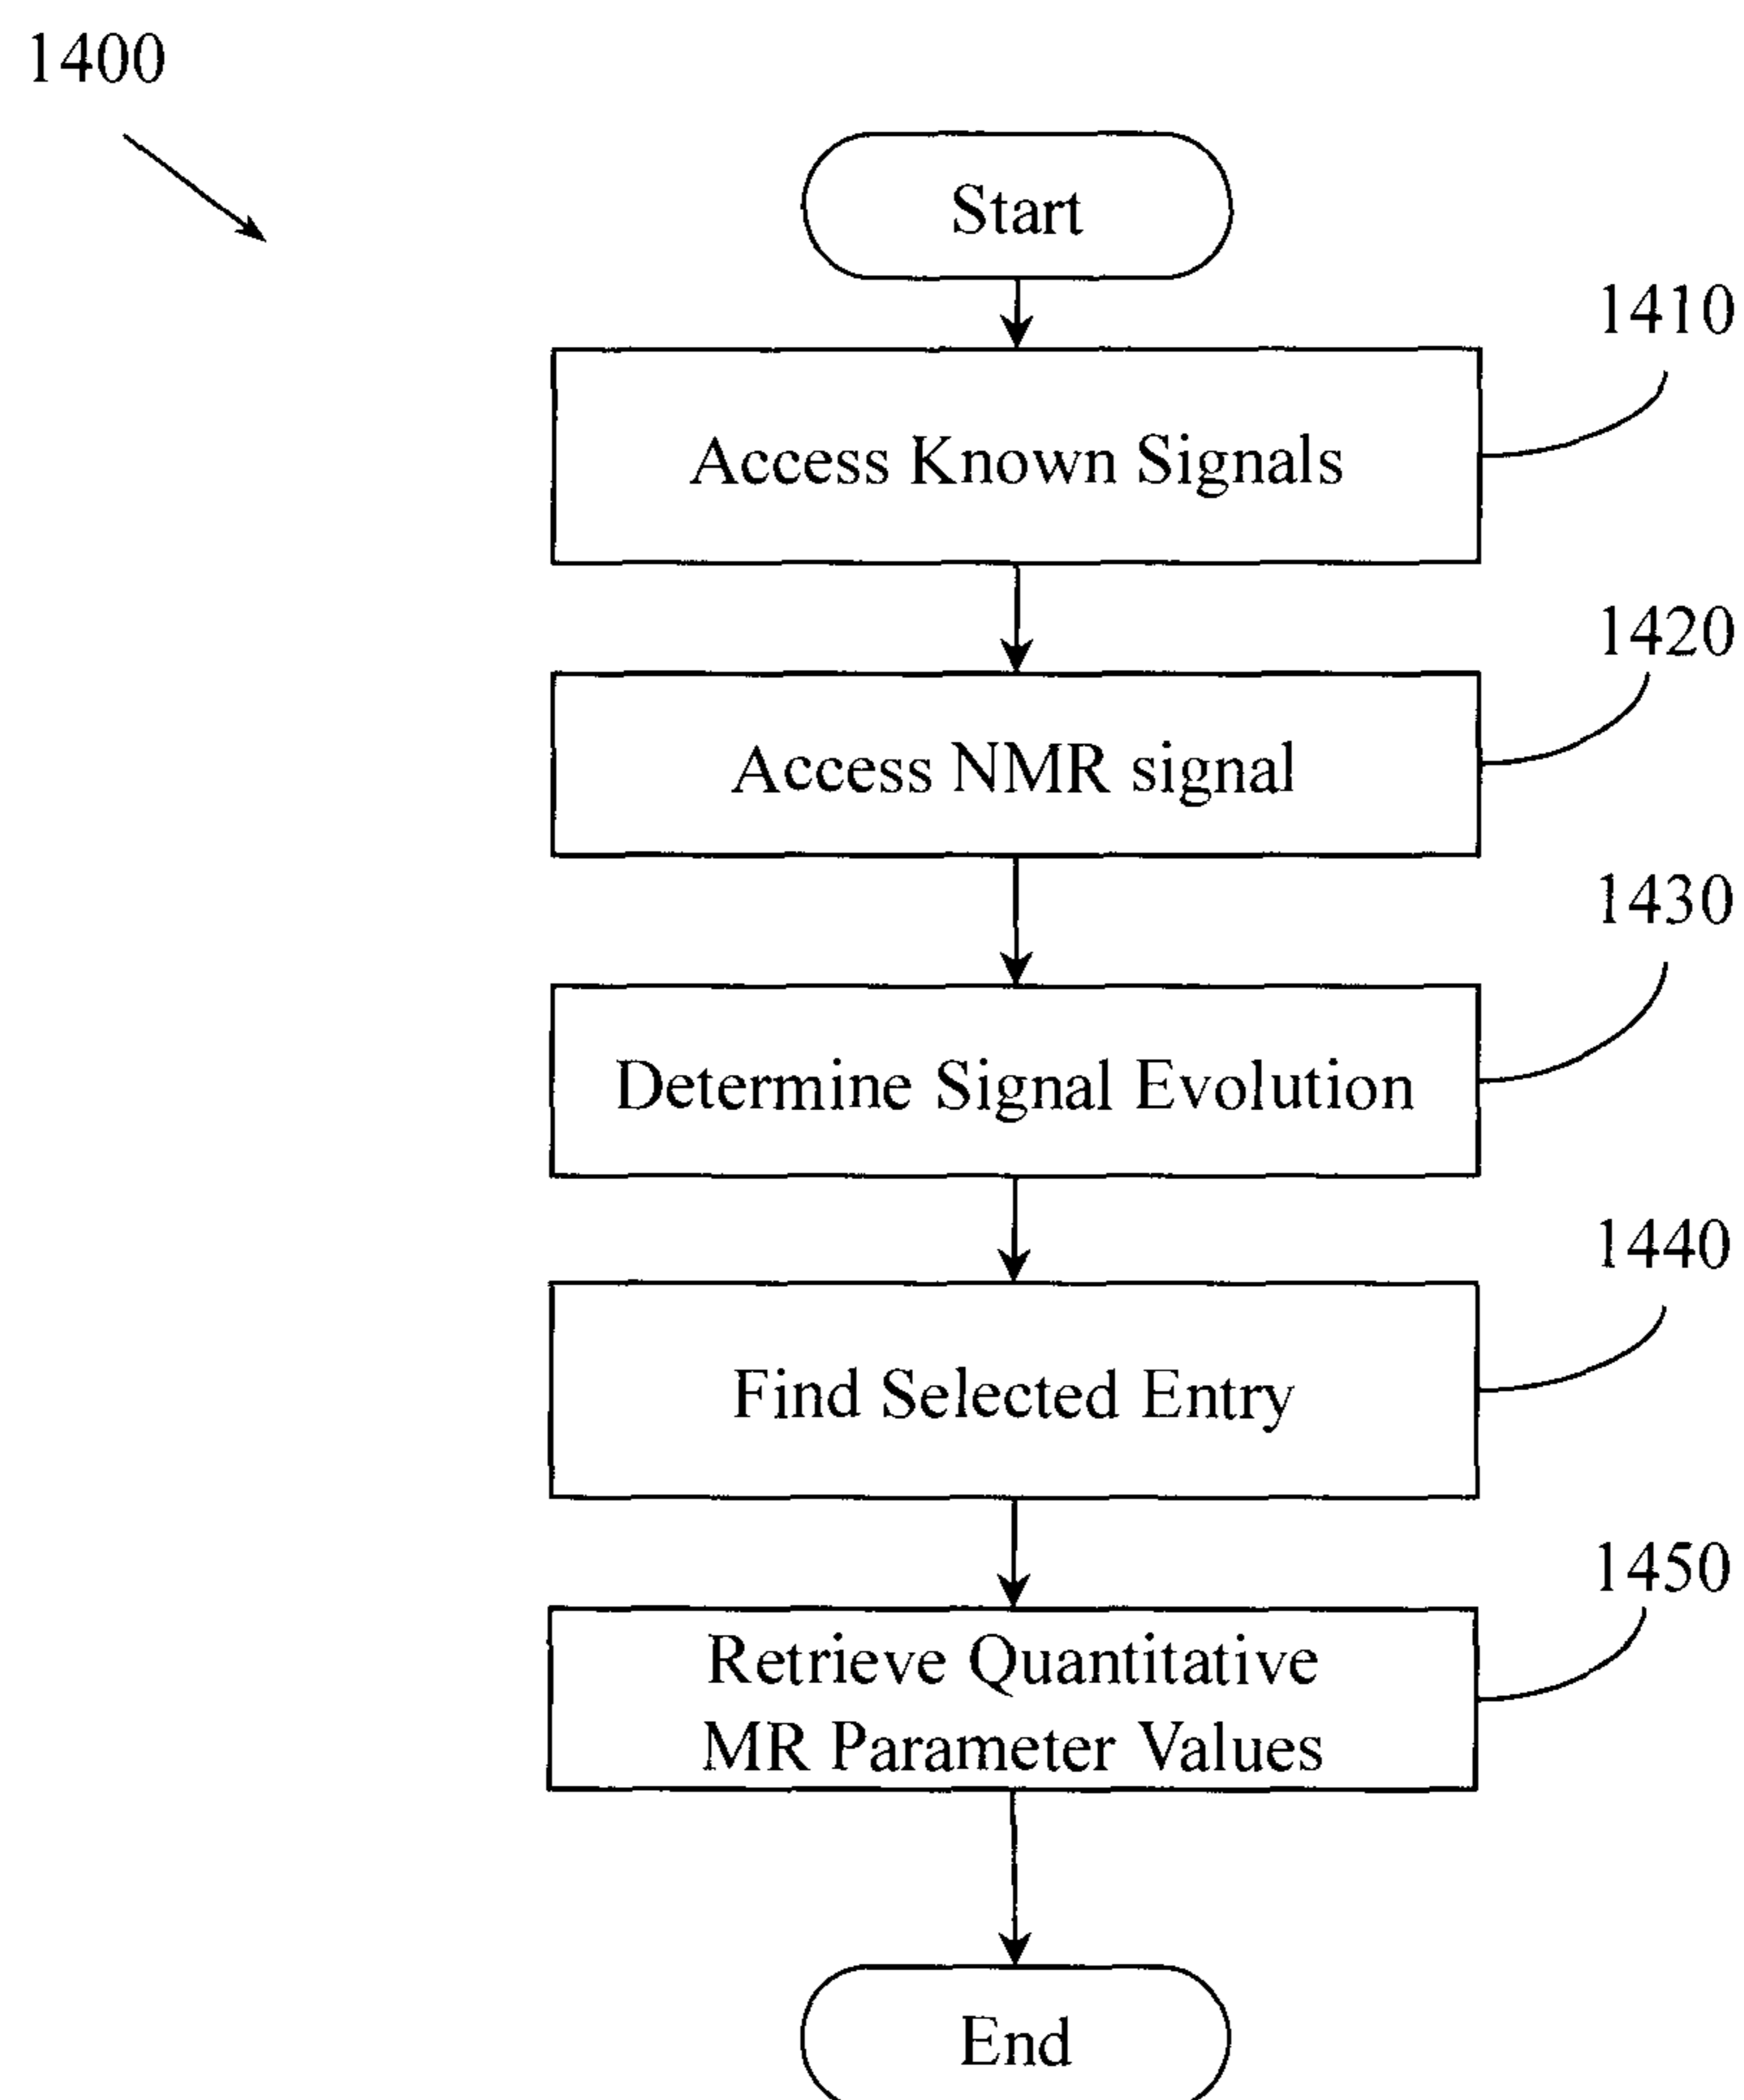 1400
Start
1410
Access Known Signals
1420
Access NMR signal
1430
Determine Signal Evolution
1440
Find Selected Entry
1450
Retrieve Quantitative
MR Parameter Values
End